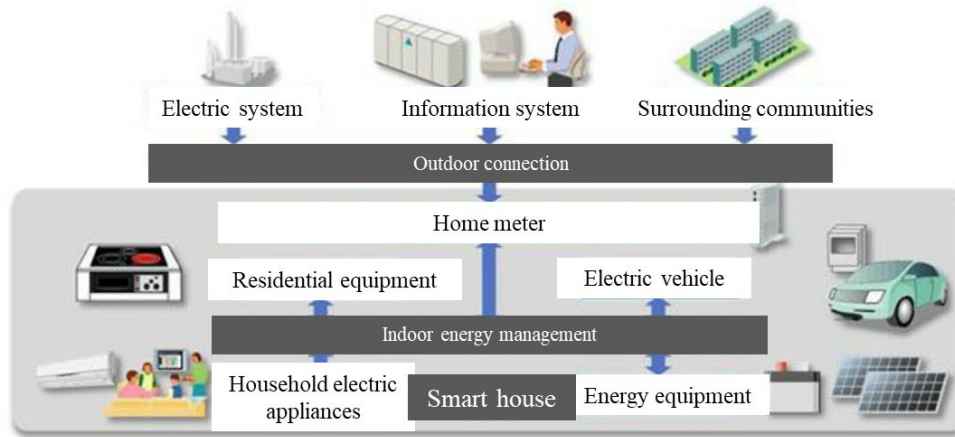 Electric system
Information system
Surrounding communities
Outdoor connection
Home meter
Residential equipment
Electric vehicle
Indoor energy management
Household electric
appliances
Smart house
Energy equipment